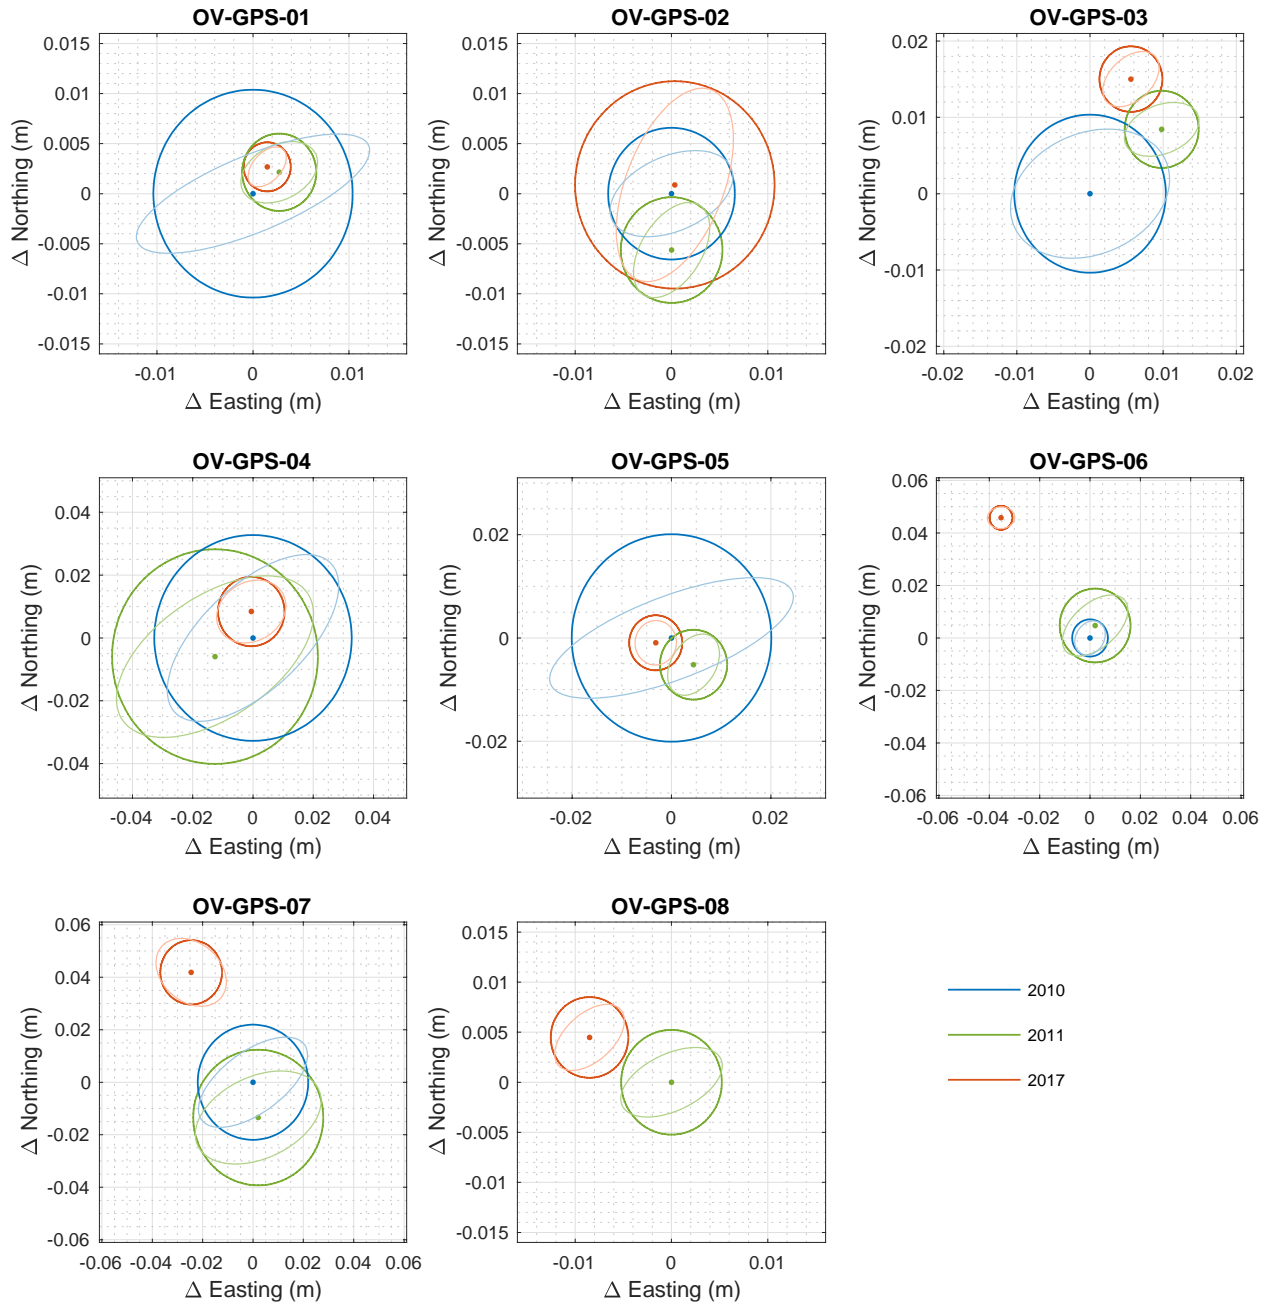 OV-GPS-01
0.015
0.01
0.005
0
-0.005
-0.01
-0.015
-0.01 0 0.01
Δ Easting (m)
Δ Northing (m)
OV-GPS-02
0.015
0.01
0.005
0
-0.005
-0.01
-0.015
-0.01 0 0.01
Δ Easting (m)
Δ Northing (m)
OV-GPS-03
0.02
0.01
0
-0.01
-0.02
-0.02 -0.01 0 0.01 0.02
Δ Easting (m)
Δ Northing (m)
OV-GPS-04
0.04
0.02
0
-0.02
-0.04
-0.04 -0.02 0 0.02 0.04
Δ Easting (m)
Δ Northing (m)
OV-GPS-05
0.02
0
-0.02
-0.02 0 0.02
Δ Easting (m)
Δ Northing (m)
OV-GPS-06
0.06
0.04
0.02
0
-0.02
-0.04
-0.06
-0.06 -0.04 -0.02 0 0.02 0.04 0.06
Δ Easting (m)
Δ Northing (m)
OV-GPS-07
0.06
0.04
0.02
0
-0.02
-0.04
-0.06
-0.06 -0.04 -0.02 0 0.02 0.04 0.06
Δ Easting (m)
Δ Northing (m)
OV-GPS-08
0.015
0.01
0.005
0
-0.005
-0.01
-0.015
-0.01 0 0.01
Δ Easting (m)
Δ Northing (m)
2010
2011
2017